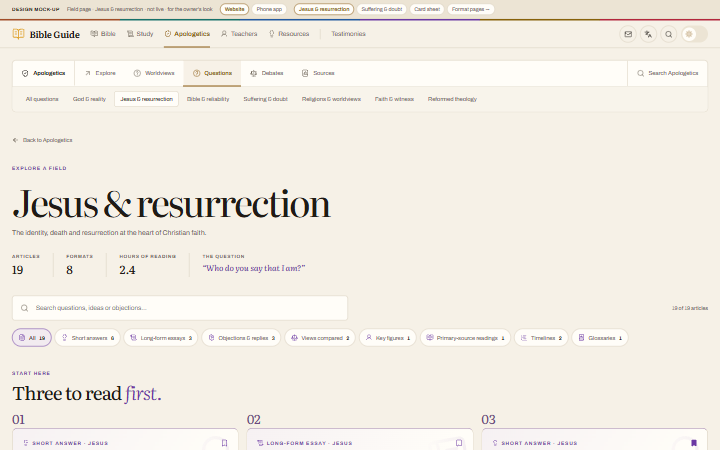 DESIGN MOCK-UP Field page · Jesus & resurrection · not live · for the owner's look Website Phone app Jesus & resurrection Suffering & doubt Card sheet Format pages →
Bible Guide Bible Study Apologetics Teachers Resources Testimonies
Apologetics Explore Worldviews Questions Debates Sources Search Apologetics
All questions God & reality Jesus & resurrection Bible & reliability Suffering & doubt Religions & worldviews Faith & witness Reformed theology
← Back to Apologetics
EXPLORE A FIELD
Jesus & resurrection
The identity, death and resurrection at the heart of Christian faith.
ARTICLES FORMATS HOURS OF READING THE QUESTION
19 8 2.4 “Who do you say that I am?”
Search questions, ideas or objections... 19 of 19 articles
All 19 Short answers 6 Long-form essays 3 Objections & replies 3 Views compared 2 Key figures 1 Primary-source readings 1 Timelines 2 Glossaries 1
START HERE
Three to read first.
01 02 03
SHORT ANSWER · JESUS LONG-FORM ESSAY · JESUS SHORT ANSWER · JESUS